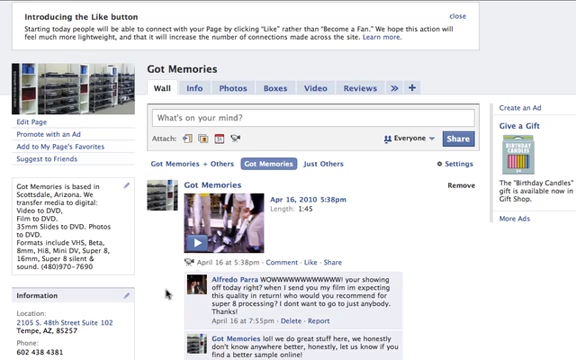 Introducing the Like button
close
Starting today people will be able to connect with your Page by clicking "Like" rather than "Become a Fan." We hope this action will
feel much more lightweight, and that it will increase the number of connections made across the site. Learn more.
Got Memories
Wall Info Photos Boxes Video Reviews >> +
What's on your mind?
Attach:
Everyone
Share
Got Memories + Others
Got Memories
Just Others
Settings
Edit Page
Promote with an Ad
Add to My Page's Favorites
Suggest to Friends
Got Memories is based in
Scottsdale, Arizona. We
transfer media to digital:
Video to DVD,
Film to DVD.
35mm Slides to DVD. Photos
to DVD.
Formats include VHS, Beta,
8mm, Hi8, Mini DV, Super 8,
16mm, Super 8 silent &
sound. (480)970-7690
Information
Location:
2105 S. 48th Street Suite 102
Tempe, AZ, 85257
Phone:
602 438 4381
Got Memories
Remove
Apr 16, 2010 5:38pm
Length: 1:45
April 16 at 5:38pm · Comment · Like · Share
Alfredo Parra WOWWWWWWWWWW! your showing
off today right? when I send my film im expecting
this quality in return! who would you recommend for
super 8 processing? I dont want to go to just anybody.
Thanks!
April 16 at 7:55pm · Delete · Report
Got Memories lol! we do great stuff here, we honestly
don't know anywhere better, honestly, let us know if you
find a better sample online!
Create an Ad
Give a Gift
BIRTHDAY
CANDLES
The "Birthday Candles"
gift is available now in
Gift Shop.
More Ads